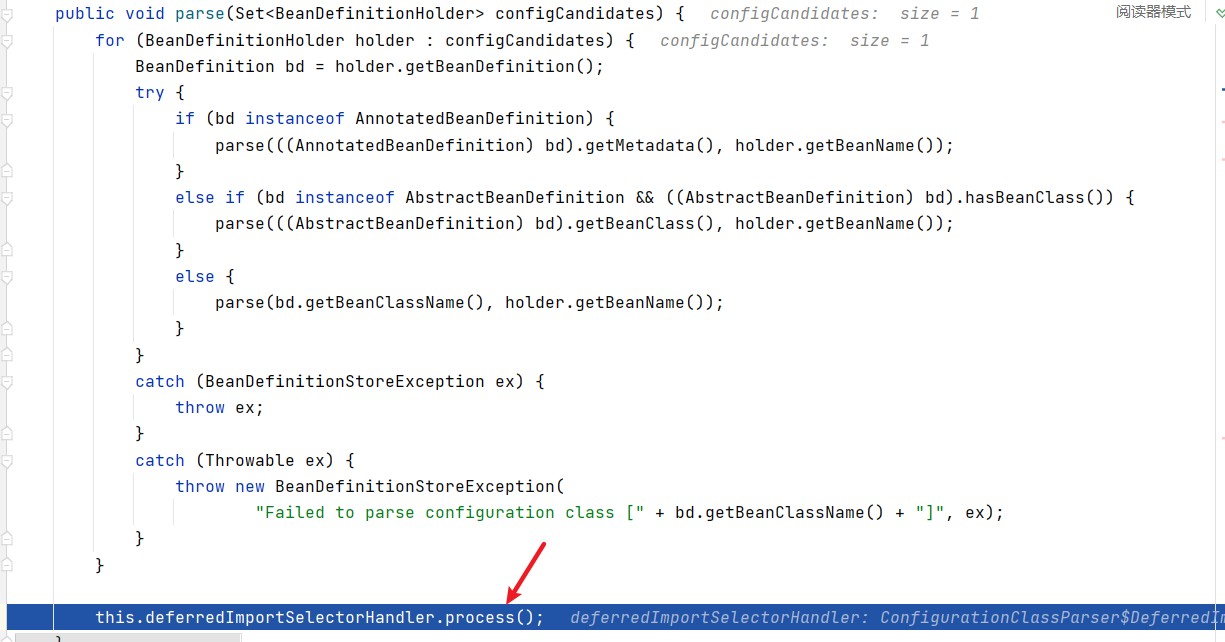 public void parse(Set<BeanDefinitionHolder> configCandidates) {   configCandidates:  size = 1
阅读器模式
    for (BeanDefinitionHolder holder : configCandidates) {   configCandidates:  size = 1
        BeanDefinition bd = holder.getBeanDefinition();
        try {
            if (bd instanceof AnnotatedBeanDefinition) {
                parse(((AnnotatedBeanDefinition) bd).getMetadata(), holder.getBeanName());
            }
            else if (bd instanceof AbstractBeanDefinition && ((AbstractBeanDefinition) bd).hasBeanClass()) {
                parse(((AbstractBeanDefinition) bd).getBeanClass(), holder.getBeanName());
            }
            else {
                parse(bd.getBeanClassName(), holder.getBeanName());
            }
        }
        catch (BeanDefinitionStoreException ex) {
            throw ex;
        }
        catch (Throwable ex) {
            throw new BeanDefinitionStoreException(
                    "Failed to parse configuration class [" + bd.getBeanClassName() + "]", ex);
        }
    }
    this.deferredImportSelectorHandler.process();   deferredImportSelectorHandler: ConfigurationClassParser$DeferredIm
}